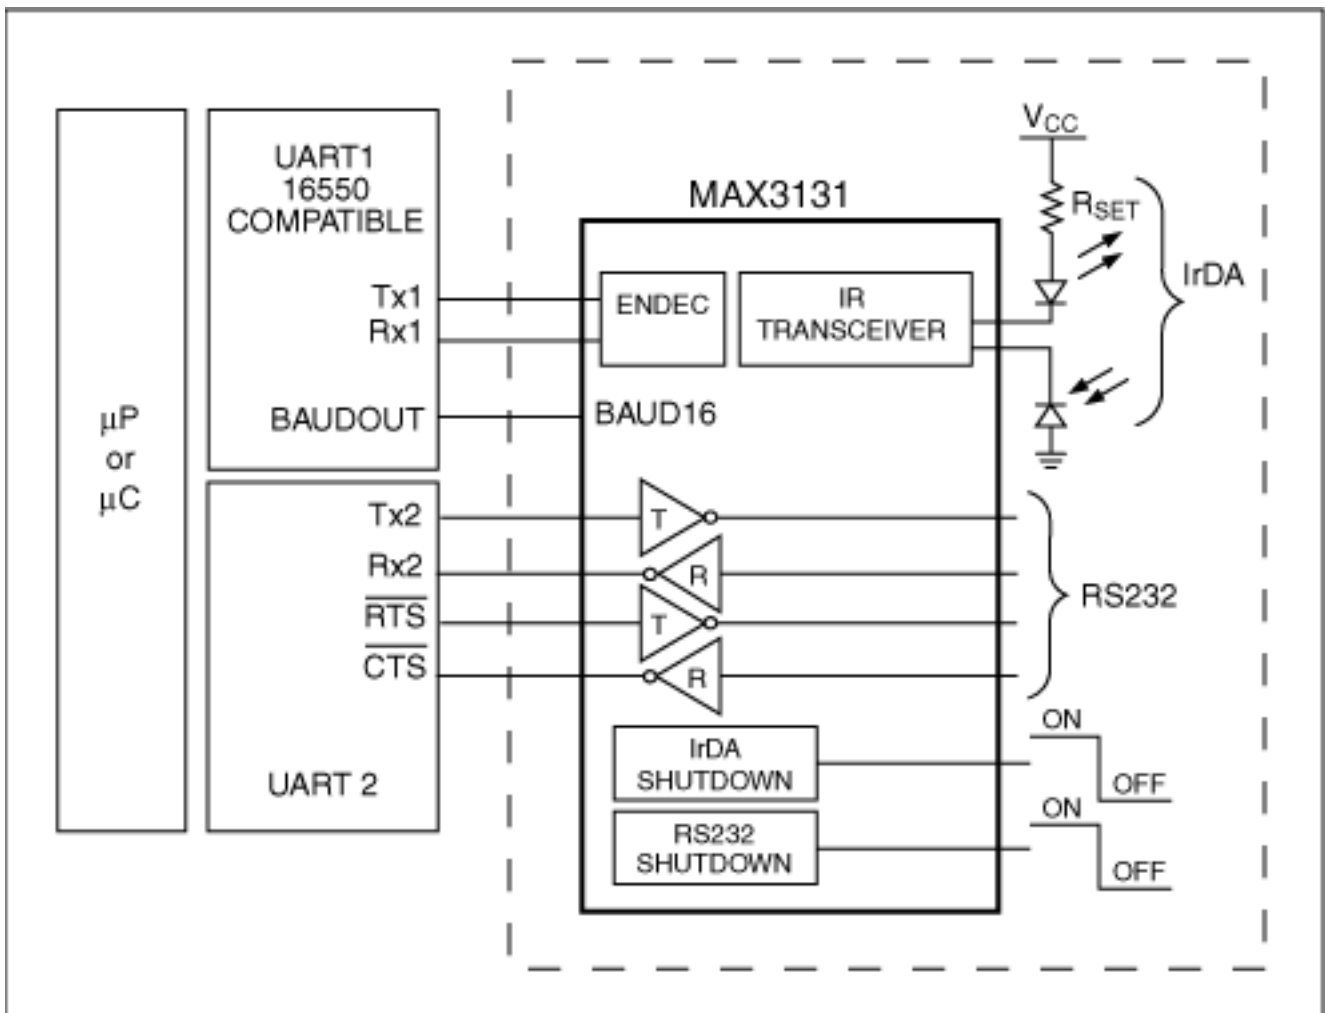 μP
or
μC
UART1
16550
COMPATIBLE
Tx1
Rx1
BAUDOUT
Tx2
Rx2
RTS
CTS
UART 2
MAX3131
ENDEC
IR
TRANSCEIVER
BAUD16
T
R
T
R
IrDA
SHUTDOWN
RS232
SHUTDOWN
VCC
RSET
IrDA
RS232
ON
OFF
ON
OFF